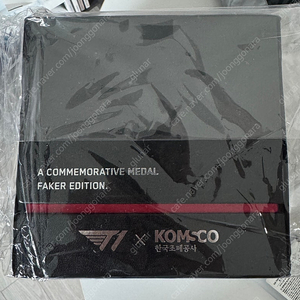 A COMMEMORATIVE MEDAL
FAKER EDITION.
T1 × KOMSCO
한국조폐공사